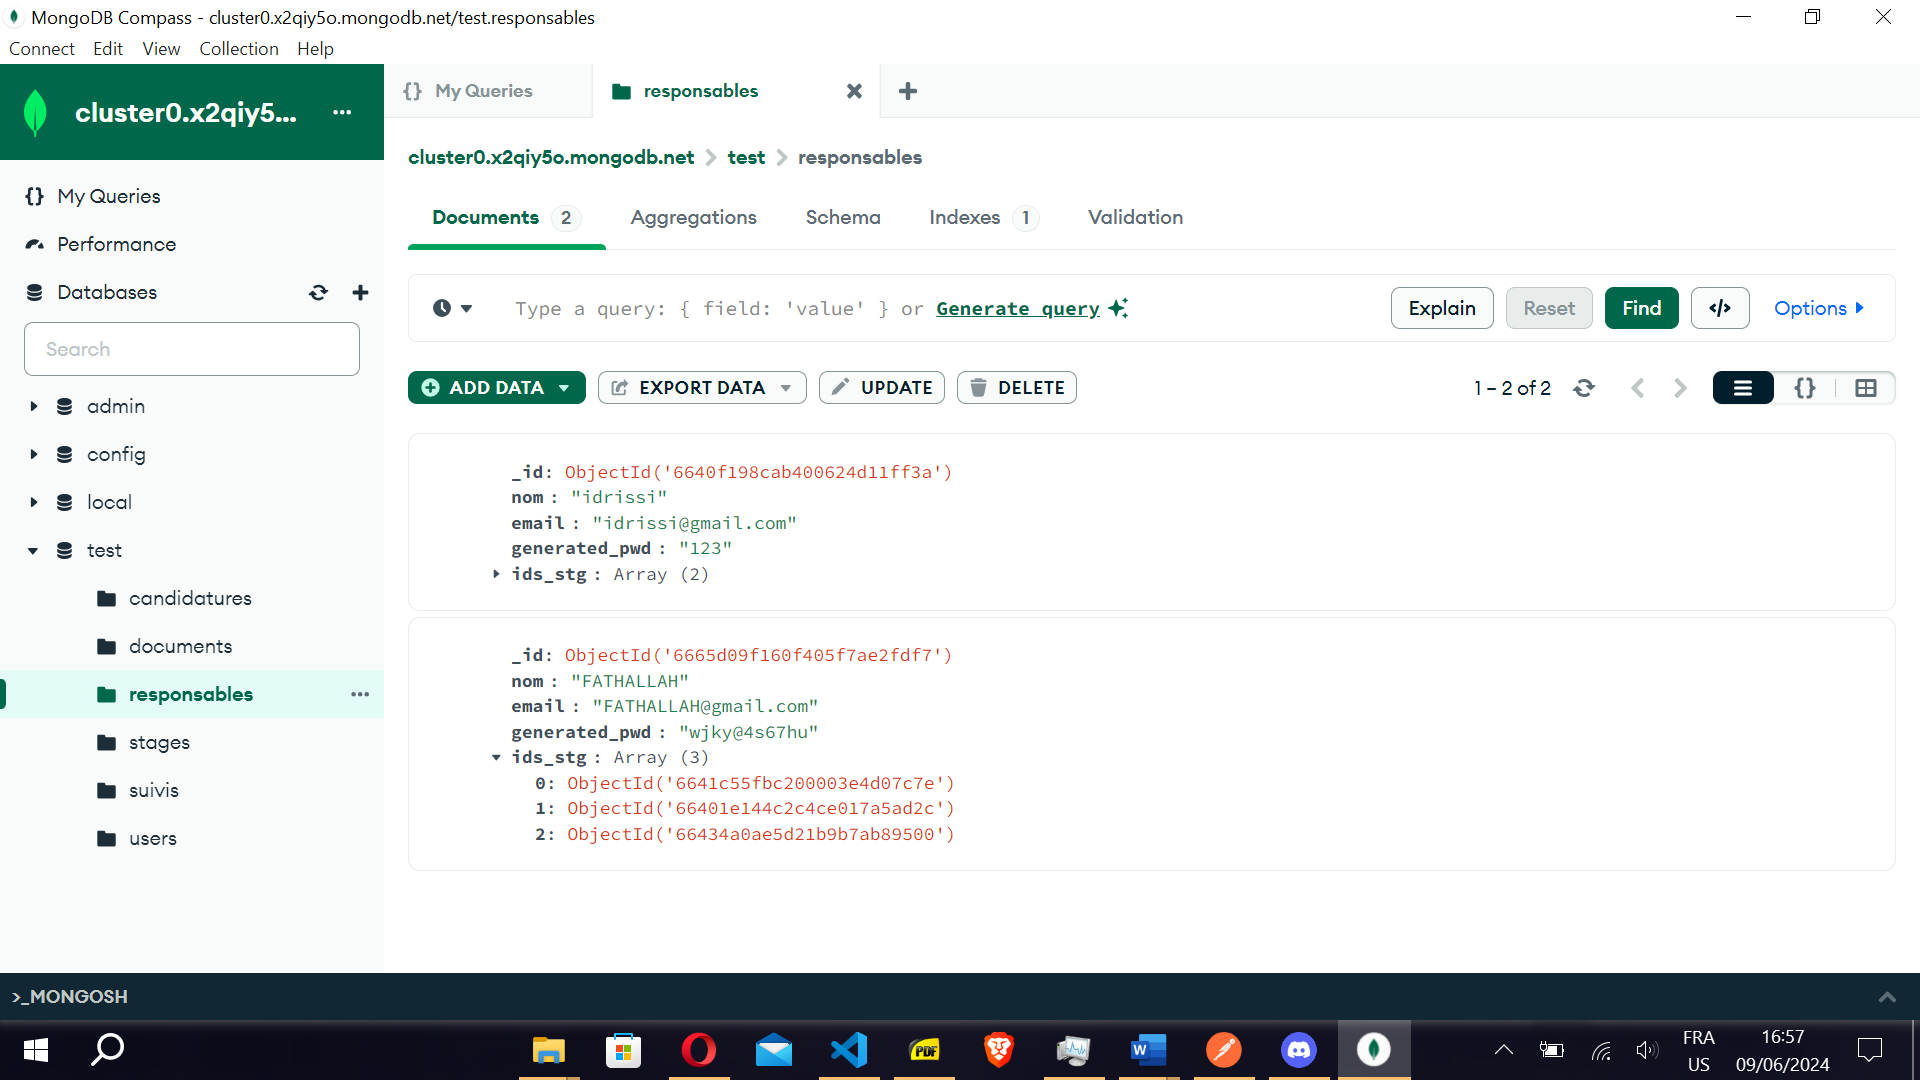 MongoDB Compass - cluster0.x2qiy5o.mongodb.net/test.responsables
Connect Edit View Collection Help
cluster0.x2qiy5...
{} My Queries
responsables
cluster0.x2qiy5o.mongodb.net > test > responsables
{} My Queries
Performance
Databases
Search
admin
config
local
test
candidatures
documents
responsables
stages
suivis
users
Documents 2 Aggregations Schema Indexes 1 Validation
Type a query: { field: 'value' } or Generate query
Explain Reset Find </> Options
ADD DATA EXPORT DATA UPDATE DELETE
1 – 2 of 2 {}
_id: ObjectId('6640f198cab400624d11ff3a')
nom : "idrissi"
email : "idrissi@gmail.com"
generated_pwd : "123"
ids_stg : Array (2)
_id: ObjectId('6665d09f160f405f7ae2fdf7')
nom : "FATHALLAH"
email : "FATHALLAH@gmail.com"
generated_pwd : "wjky@4s67hu"
ids_stg : Array (3)
0: ObjectId('6641c55fbc200003e4d07c7e')
1: ObjectId('66401e144c2c4ce017a5ad2c')
2: ObjectId('66434a0ae5d21b9b7ab89500')
>_MONGOSH
PDF
W
FRA
US
16:57
09/06/2024